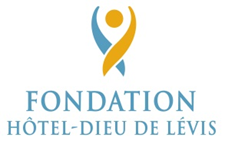 FONDATION
HÔTEL-DIEU DE LÉVIS